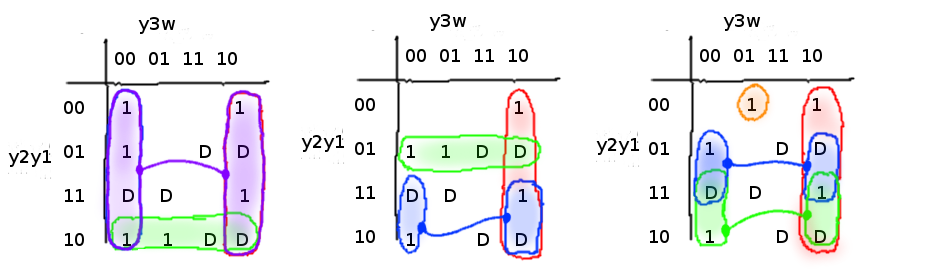 y3w
00 01 11 10
y2y1
00 1 1
01 1 D D
11 D D 1
10 1 1 D D
y3w
00 01 11 10
y2y1
00 1
01 1 1 D D
11 D D 1
10 1 D D
y3w
00 01 11 10
y2y1
00 1 1
01 1 D D
11 D D 1
10 1 D D